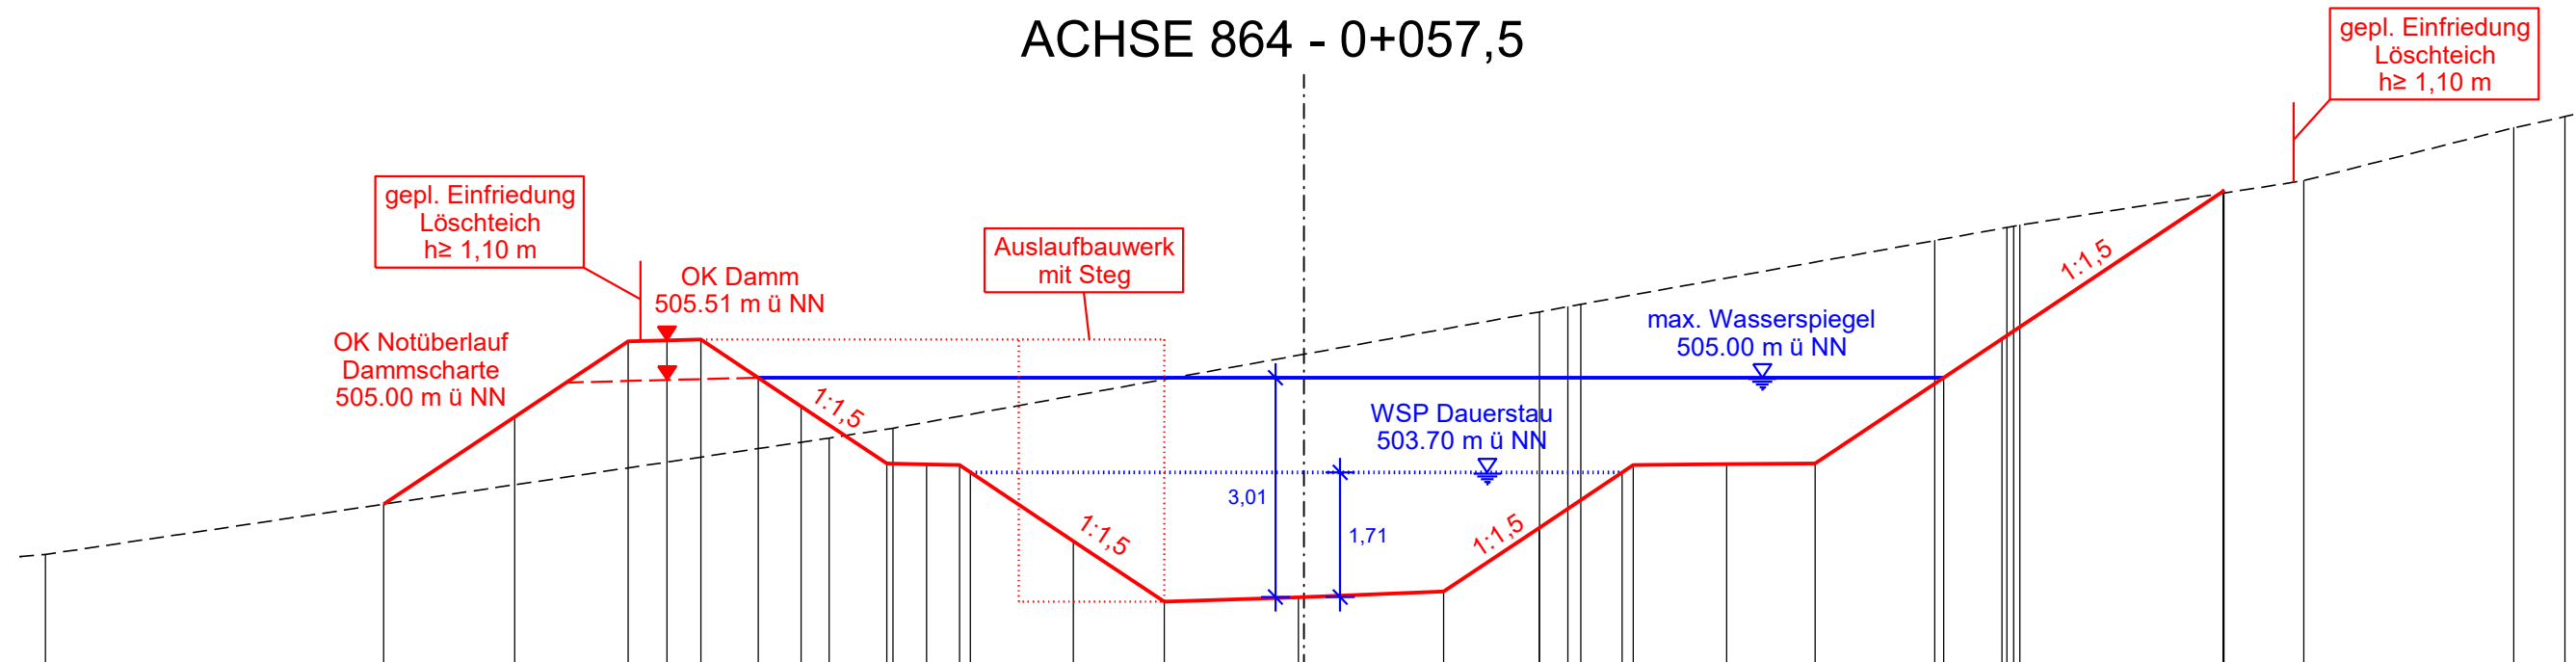 ACHSE 864 - 0+057,5
gepl. Einfriedung
Löschteich
h≥ 1,10 m
gepl. Einfriedung
Löschteich
h≥ 1,10 m
Auslaufbauwerk
mit Steg
OK Damm
505.51 m ü NN
OK Notüberlauf
Dammscharte
505.00 m ü NN
max. Wasserspiegel
505.00 m ü NN
WSP Dauerstau
503.70 m ü NN
1:1,5
1:1,5
1:1,5
1:1,5
3,01
1,71